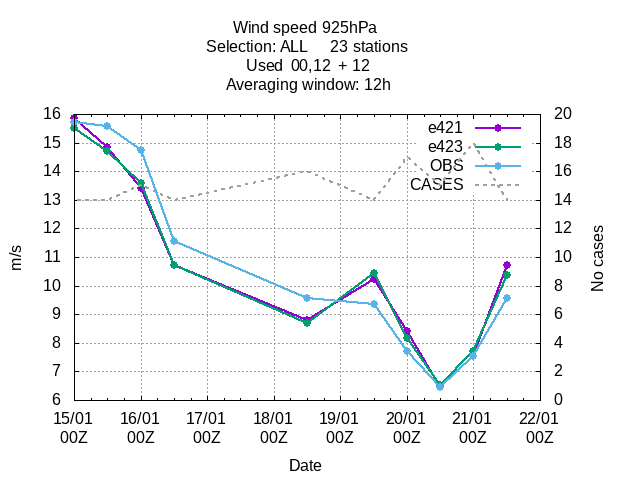 Wind speed 925hPa
Selection: ALL 23 stations
Used 00,12 + 12
Averaging window: 12h
16 20
e421
15 18
e423
14 OBS 16
CASES
13 14
12 12
m/s
11 10
No cases
10 8
9 6
8 4
7 2
6 0
15/01 16/01 17/01 18/01 19/01 20/01 21/01 22/01
00Z 00Z 00Z 00Z 00Z 00Z 00Z 00Z
Date